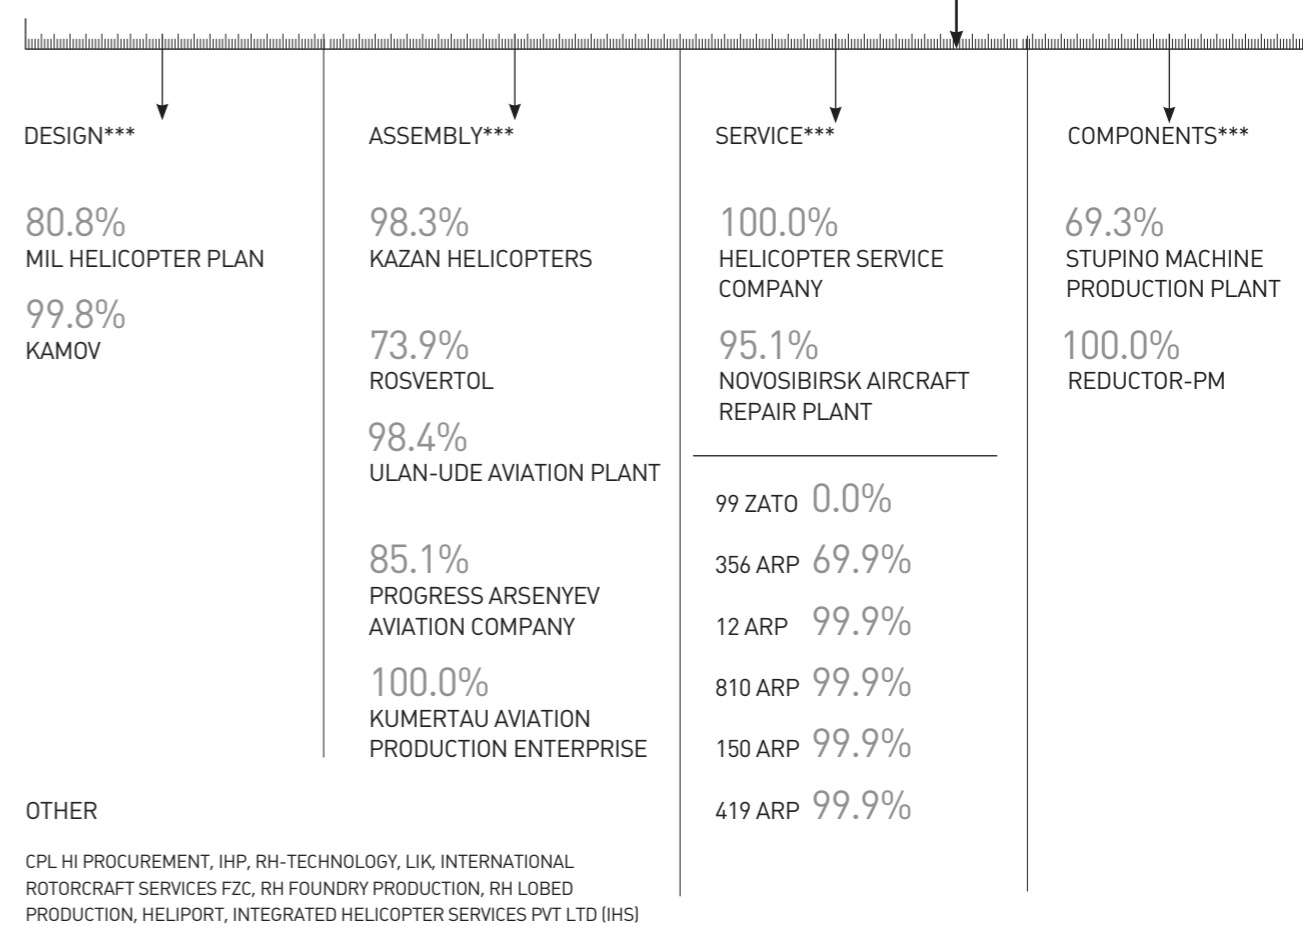 DESIGN***
80.8%
MIL HELICOPTER PLAN
99.8%
KAMOV
ASSEMBLY***
98.3%
KAZAN HELICOPTERS
73.9%
ROSVERTOL
98.4%
ULAN-UDE AVIATION PLANT
85.1%
PROGRESS ARSENYEV
AVIATION COMPANY
100.0%
KUMERTAU AVIATION
PRODUCTION ENTERPRISE
SERVICE***
100.0%
HELICOPTER SERVICE
COMPANY
95.1%
NOVOSIBIRSK AIRCRAFT
REPAIR PLANT
99 ZATO 0.0%
356 ARP 69.9%
12 ARP 99.9%
810 ARP 99.9%
150 ARP 99.9%
419 ARP 99.9%
COMPONENTS***
69.3%
STUPINO MACHINE
PRODUCTION PLANT
100.0%
REDUCTOR-PM
OTHER
CPL HI PROCUREMENT, IHP, RH-TECHNOLOGY, LIK, INTERNATIONAL
ROTORCRAFT SERVICES FZC, RH FOUNDRY PRODUCTION, RH LOBED
PRODUCTION, HELIPORT, INTEGRATED HELICOPTER SERVICES PVT LTD (IHS)